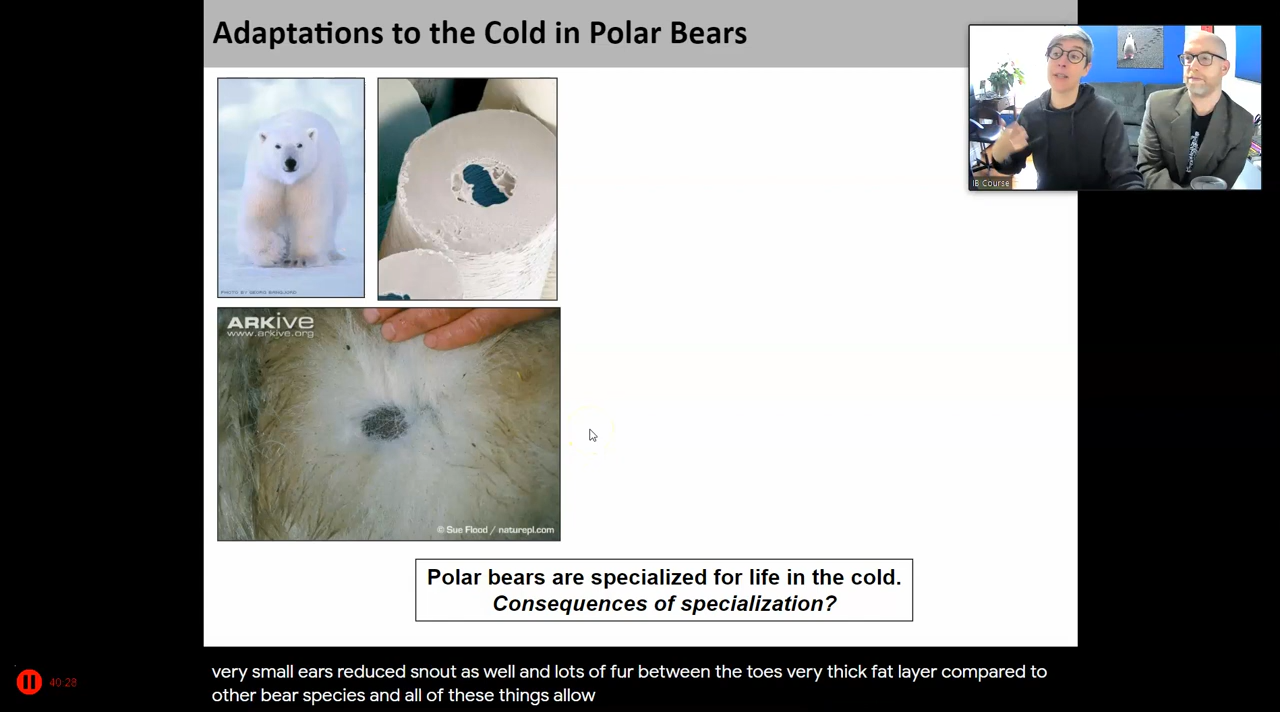 Adaptations to the Cold in Polar Bears
IB Course
ARKive
www.arkive.org
© Sue Flood / naturepl.com
Polar bears are specialized for life in the cold.
Consequences of specialization?
40:28
very small ears reduced snout as well and lots of fur between the toes very thick fat layer compared to
other bear species and all of these things allow